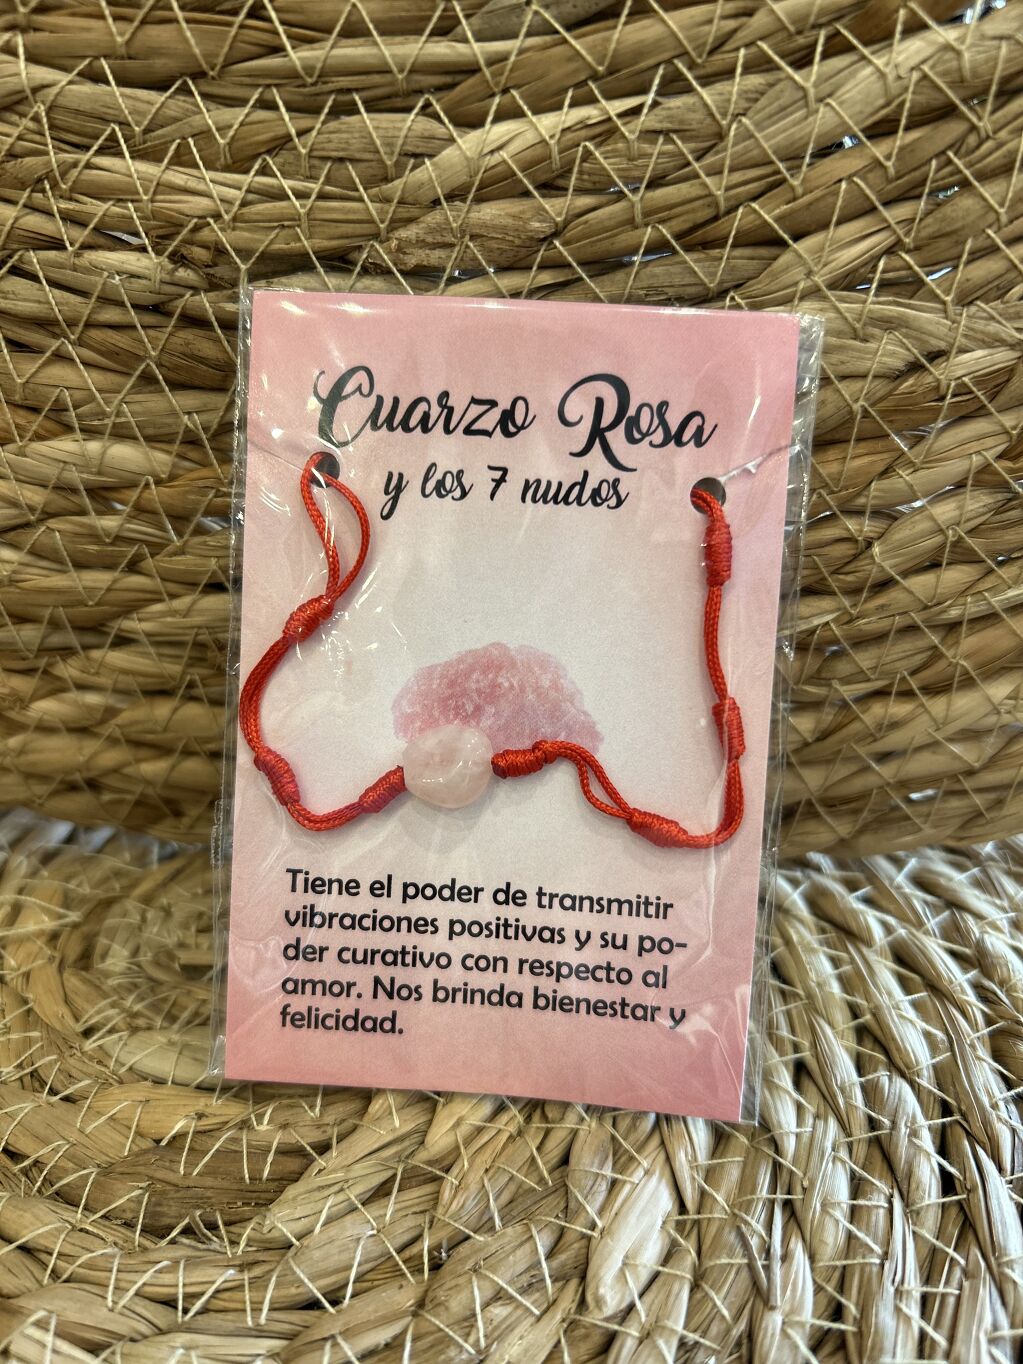 Cuarzo Rosa
y los 7 nudos
Tiene el poder de transmitir
vibraciones positivas y su po-
der curativo con respecto al
amor. Nos brinda bienestar y
felicidad.